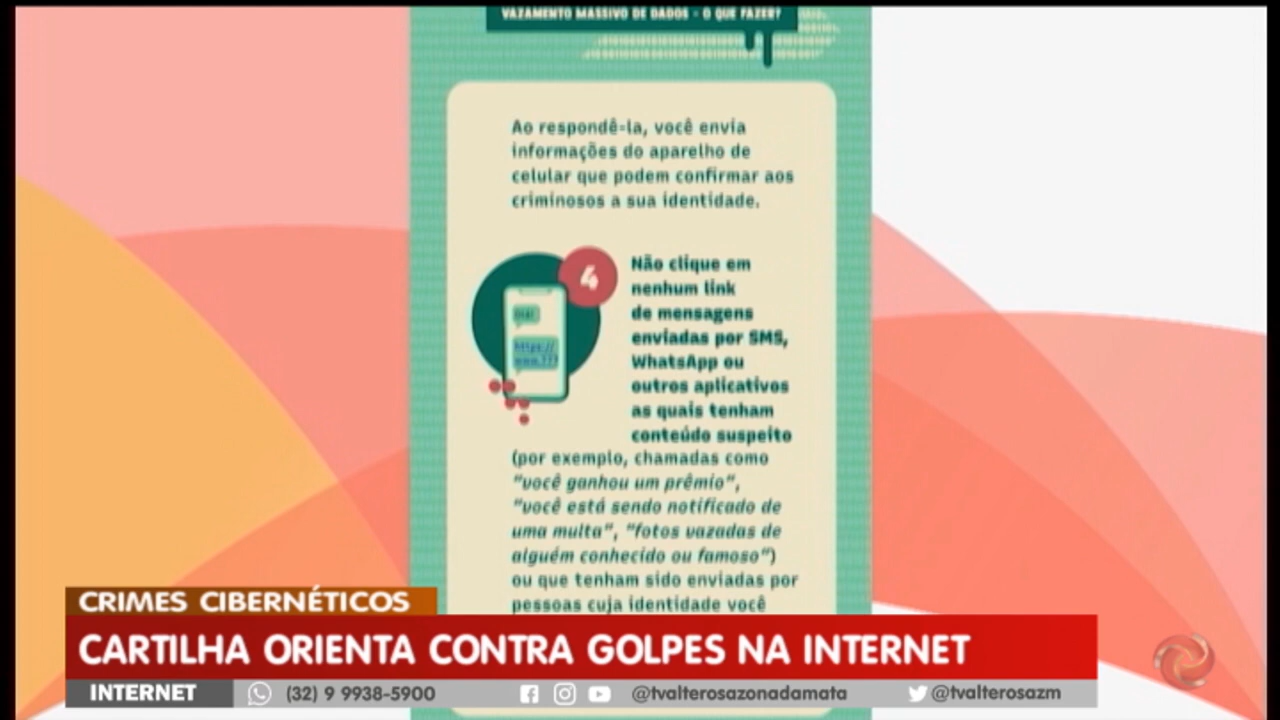 VAZAMENTO MASSIVO DE DADOS - O QUE FAZER?
Ao respondê-la, você envia
informações do aparelho de
celular que podem confirmar aos
criminosos a sua identidade.
4
Não clique em
nenhum link
de mensagens
enviadas por SMS,
WhatsApp ou
outros aplicativos
as quais tenham
conteúdo suspeito
(por exemplo, chamadas como
"você ganhou um prêmio",
"você está sendo notificado de
uma multa", "fotos vazadas de
alguém conhecido ou famoso")
ou que tenham sido enviadas por
pessoas cuja identidade você
https://
www.???
CRIMES CIBERNÉTICOS
CARTILHA ORIENTA CONTRA GOLPES NA INTERNET
INTERNET
(32) 9 9938-5900
@tvalterosazonadamata
@tvalterosazm